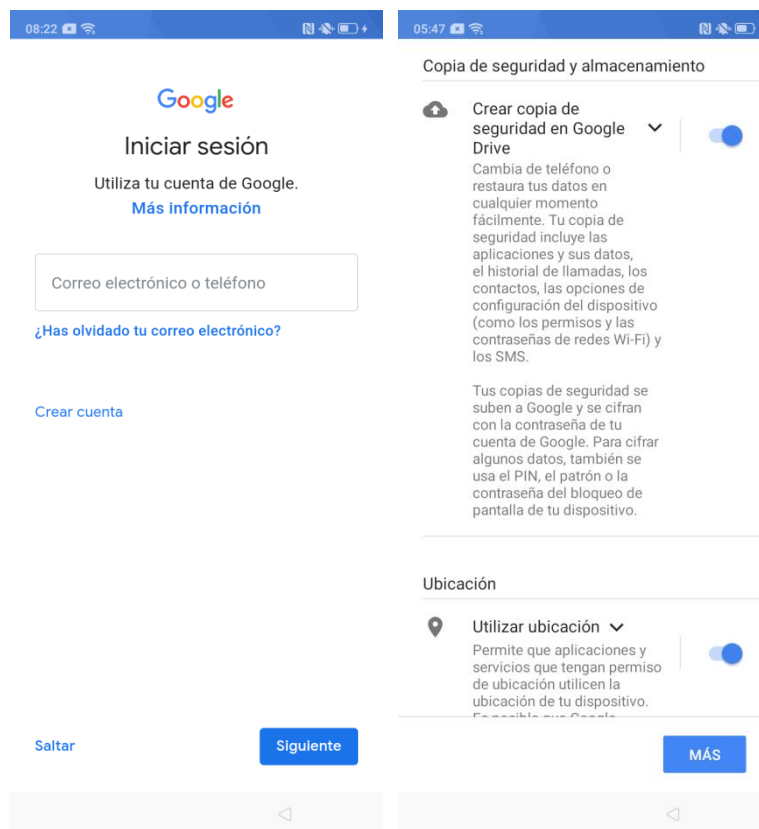 08:22
Google
Iniciar sesión
Utiliza tu cuenta de Google.
Más información
Correo electrónico o teléfono
¿Has olvidado tu correo electrónico?
Crear cuenta
Saltar
Siguiente
05:47
Copia de seguridad y almacenamiento
Crear copia de
seguridad en Google
Drive
Cambia de teléfono o
restaura tus datos en
cualquier momento
fácilmente. Tu copia de
seguridad incluye las
aplicaciones y sus datos,
el historial de llamadas, los
contactos, las opciones de
configuración del dispositivo
(como los permisos y las
contraseñas de redes Wi-Fi) y
los SMS.
Tus copias de seguridad se
suben a Google y se cifran
con la contraseña de tu
cuenta de Google. Para cifrar
algunos datos, también se
usa el PIN, el patrón o la
contraseña del bloqueo de
pantalla de tu dispositivo.
Ubicación
Utilizar ubicación
Permite que aplicaciones y
servicios que tengan permiso
de ubicación utilicen la
ubicación de tu dispositivo.
Es posible que Google
MÁS